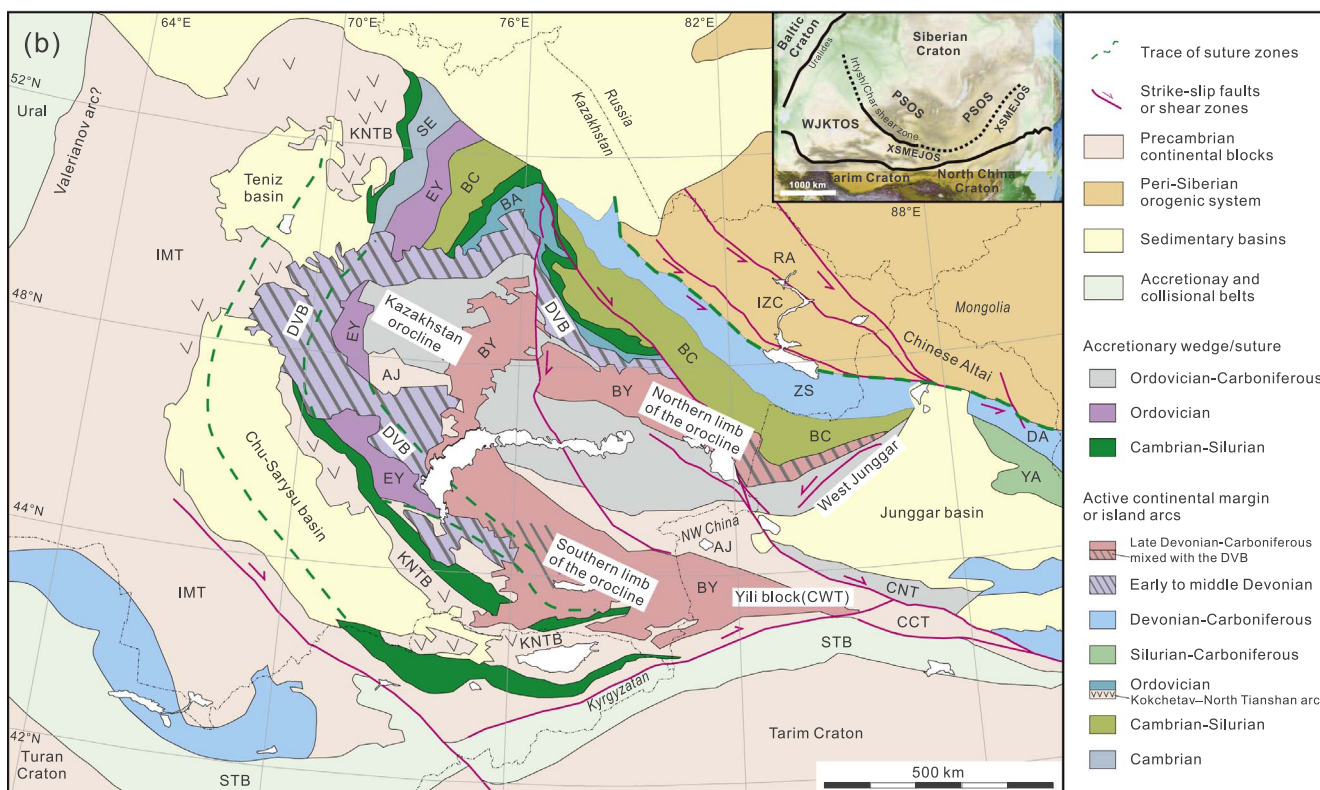 (b)
64°E
70°E
76°E
82°E
88°E
52°N
48°N
44°N
42°N
Ural
Valerianov arc?
KNTB
SE
EY
BC
BA
Teniz
basin
Russia
Kazakhstan
IMT
DVB
EY
Kazakhstan
orocline
BY
AJ
DVB
DVB
EY
BC
RA
IZC
Mongolia
Chinese Altai
ZS
BY
Northern limb
of the orocline
BC
DA
YA
West Junggar
Junggar basin
Chu-Sarysu basin
KNTB
IMT
Southern limb
of the orocline
NW China
AJ
BY
Yili block(CWT)
CNT
CCT
STB
KNTB
Kyrgyzatan
Tarim Craton
Turan
Craton
STB
500 km
Baltic
Craton
Uralides
Siberian
Craton
Irtysh/Char shear zone
PSOS
PSOS
XSMEJOS
WJKTOS
XSMEJOS
Tarim Craton
North China
Craton
1000 km
Trace of suture zones
Strike-slip faults
or shear zones
Precambrian
continental blocks
Peri-Siberian
orogenic system
Sedimentary basins
Accretionay and
collisional belts
Accretionary wedge/suture
Ordovician-Carboniferous
Ordovician
Cambrian-Silurian
Active continental margin
or island arcs
Late Devonian-Carboniferous
mixed with the DVB
Early to middle Devonian
Devonian-Carboniferous
Silurian-Carboniferous
Ordovician
Kokchetav–North Tianshan arc
Cambrian-Silurian
Cambrian